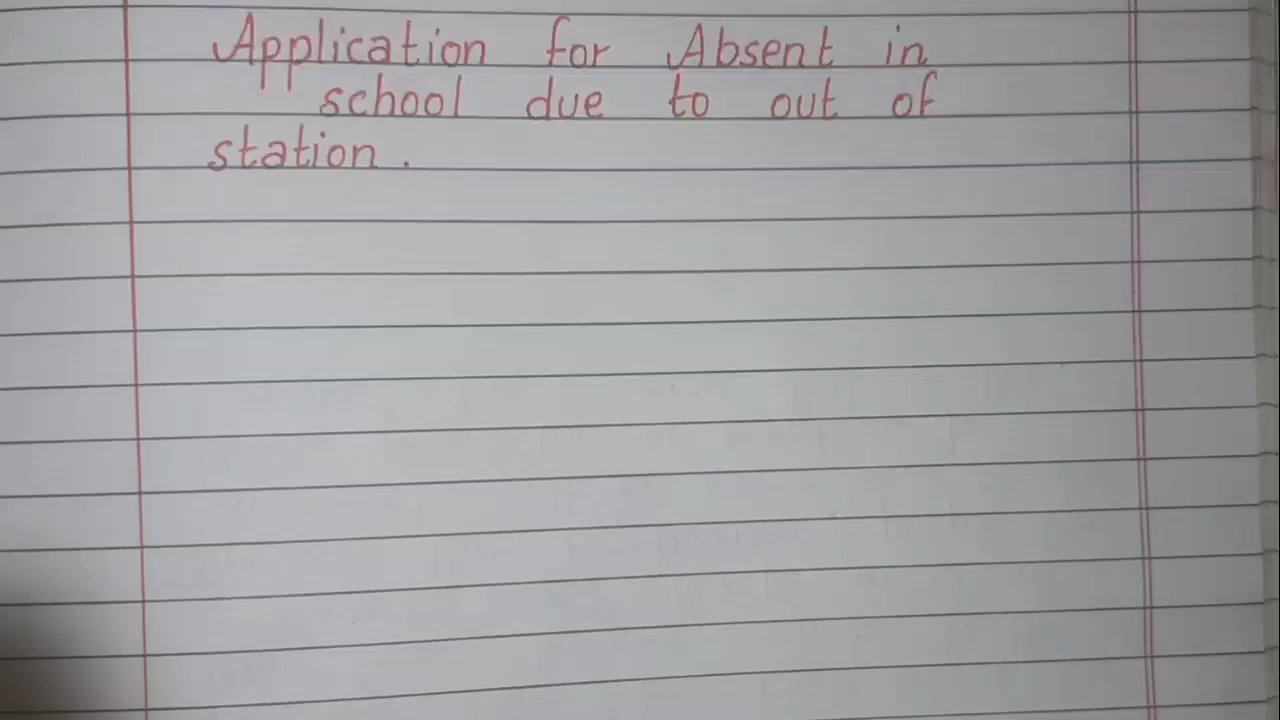 Application for Absent in
school due to out of
station.